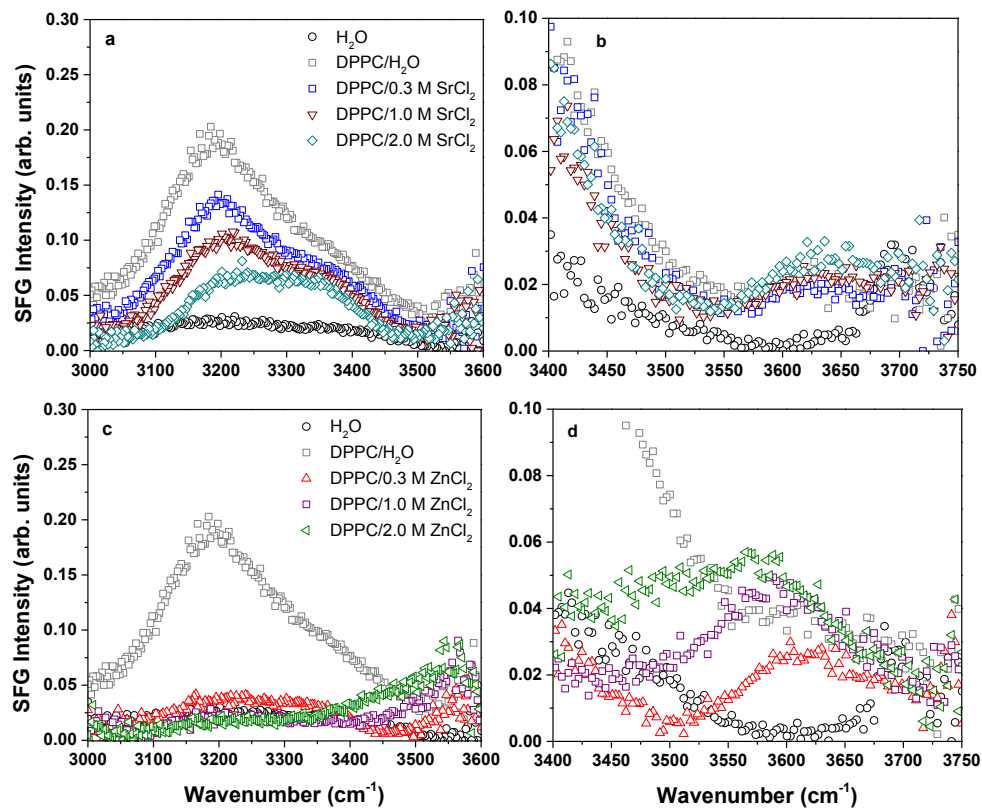 a
H₂O
DPPC/H₂O
DPPC/0.3 M SrCl₂
DPPC/1.0 M SrCl₂
DPPC/2.0 M SrCl₂
SFG Intensity (arb. units)
0.30
0.25
0.20
0.15
0.10
0.05
0.00
3000 3100 3200 3300 3400 3500 3600
b
0.10
0.08
0.06
0.04
0.02
0.00
3400 3450 3500 3550 3600 3650 3700 3750
c
H₂O
DPPC/H₂O
DPPC/0.3 M ZnCl₂
DPPC/1.0 M ZnCl₂
DPPC/2.0 M ZnCl₂
SFG Intensity (arb. units)
0.30
0.25
0.20
0.15
0.10
0.05
0.00
3000 3100 3200 3300 3400 3500 3600
Wavenumber (cm⁻¹)
d
0.10
0.08
0.06
0.04
0.02
0.00
3400 3450 3500 3550 3600 3650 3700 3750
Wavenumber (cm⁻¹)